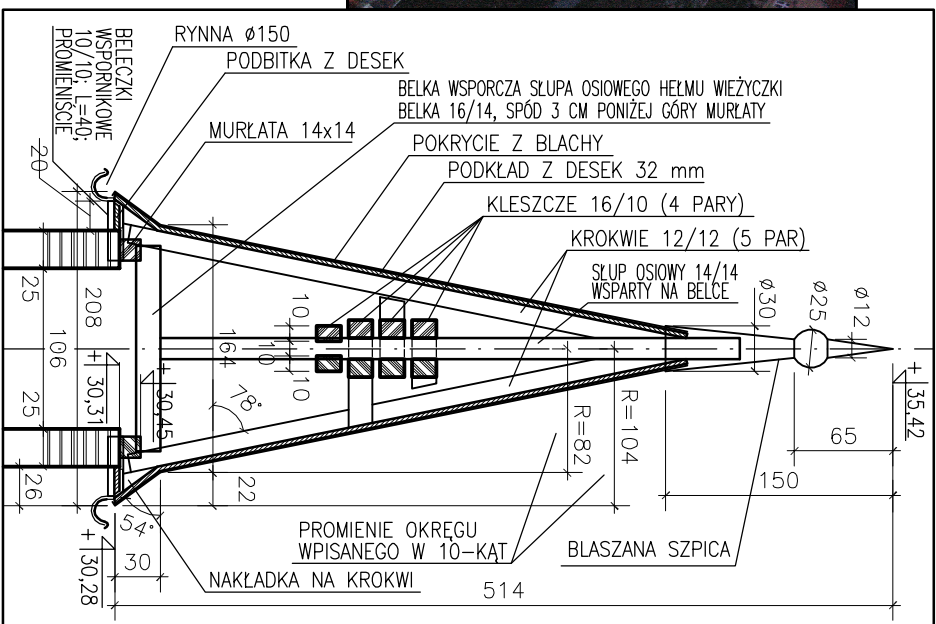 RYNNA ø150
PODBITKA Z DESEK
BELKA WSPORCZA SŁUPA OSIOWEGO HEŁMU WIEŻYCZKI
BELKA 16/14, SPÓD 3 CM PONIŻEJ GÓRY MURŁATY
MURŁATA 14x14
POKRYCIE Z BLACHY
PODKŁAD Z DESEK 32 mm
KLESZCZE 16/10 (4 PARY)
KROKWIE 12/12 (5 PAR)
SŁUP OSIOWY 14/14
WSPARTY NA BELCE
BELECZKI
WSPORNIKOWE
10/10; L=40;
PROMIENIŚCIE
20
25
208
106
25
26
+30,31
+30,45
+30,28
164
10
10
10
78°
54°
22
30
R=82
R=104
ø30
ø25
ø12
+35,42
65
150
514
PROMIENIE OKRĘGU
WPISANEGO W 10-KĄT
BLASZANA SZPICA
NAKŁADKA NA KROKWI